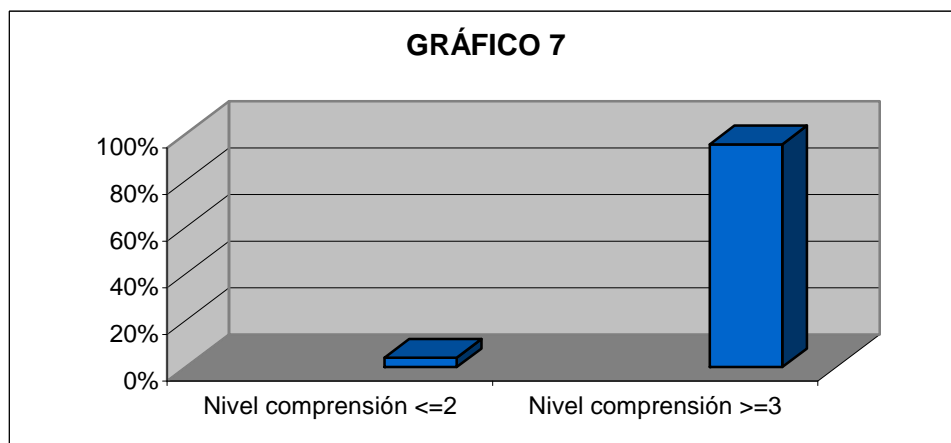 GRÁFICO 7
100%
80%
60%
40%
20%
0%
Nivel comprensión <=2
Nivel comprensión >=3